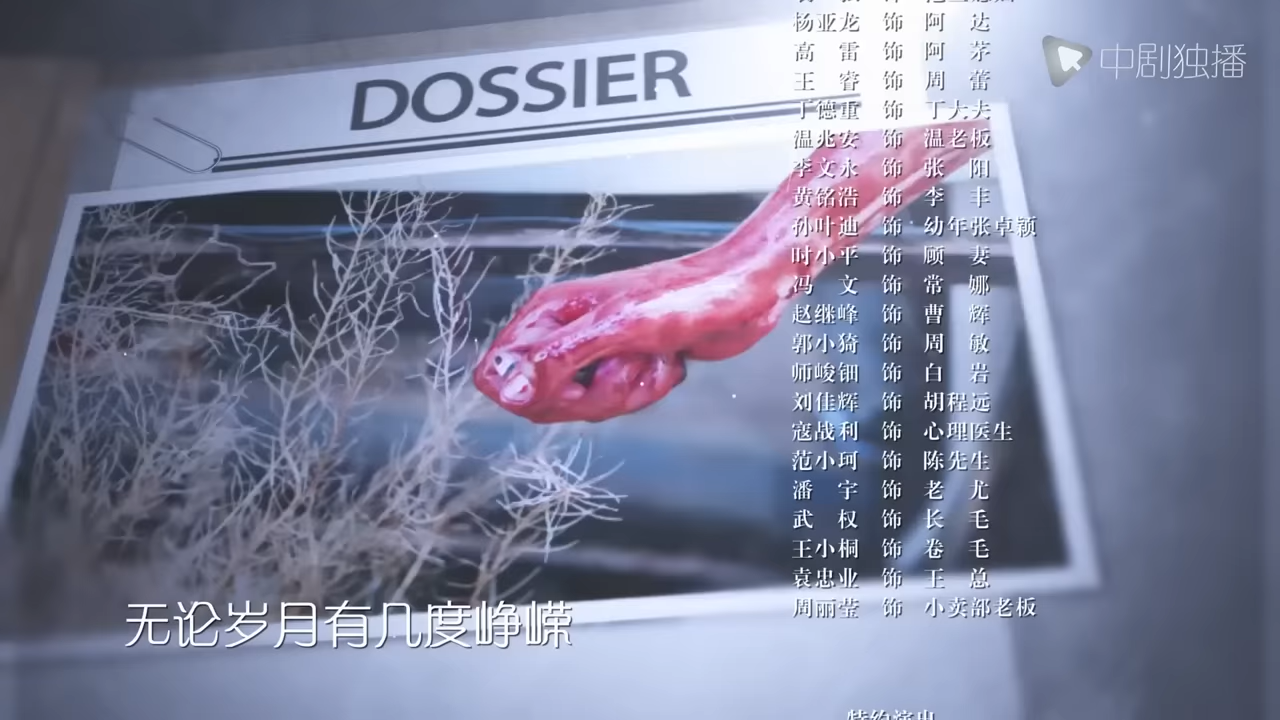 杨亚龙 饰 阿 达
高 雷 饰 阿 茅
中剧独播
DOSSIER
王 睿 饰 周 蕾
丁德重 饰 丁大夫
温兆安 饰 温老板
李文永 饰 张 阳
黄铭浩 饰 李 丰
孙叶迪 饰 幼年张卓颖
时小平 饰 顾 妻
冯 文 饰 常 娜
赵继峰 饰 曹 辉
郭小猗 饰 周 敏
师峻钿 饰 白 岩
刘佳辉 饰 胡程远
寇战利 饰 心理医生
范小珂 饰 陈先生
潘 宇 饰 老 尤
武 权 饰 长 毛
王小桐 饰 卷 毛
袁忠业 饰 王 总
周丽莹 饰 小卖部老板
无论岁月有几度峥嵘
特约演出